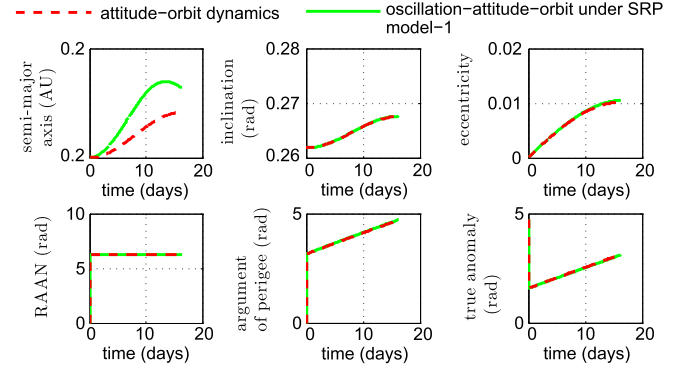 attitude−orbit dynamics
oscillation−attitude−orbit under SRP
model−1
semi-major
axis (AU)
0.2
0.2
0
10
20
time (days)
inclination
(rad)
0.28
0.27
0.26
0
10
20
time (days)
eccentricity
0.02
0.01
0
0
10
20
time (days)
RAAN (rad)
10
5
0
0
10
20
time (days)
argument
of perigee (rad)
5
0
0
10
20
time (days)
true anomaly
(rad)
5
0
0
10
20
time (days)